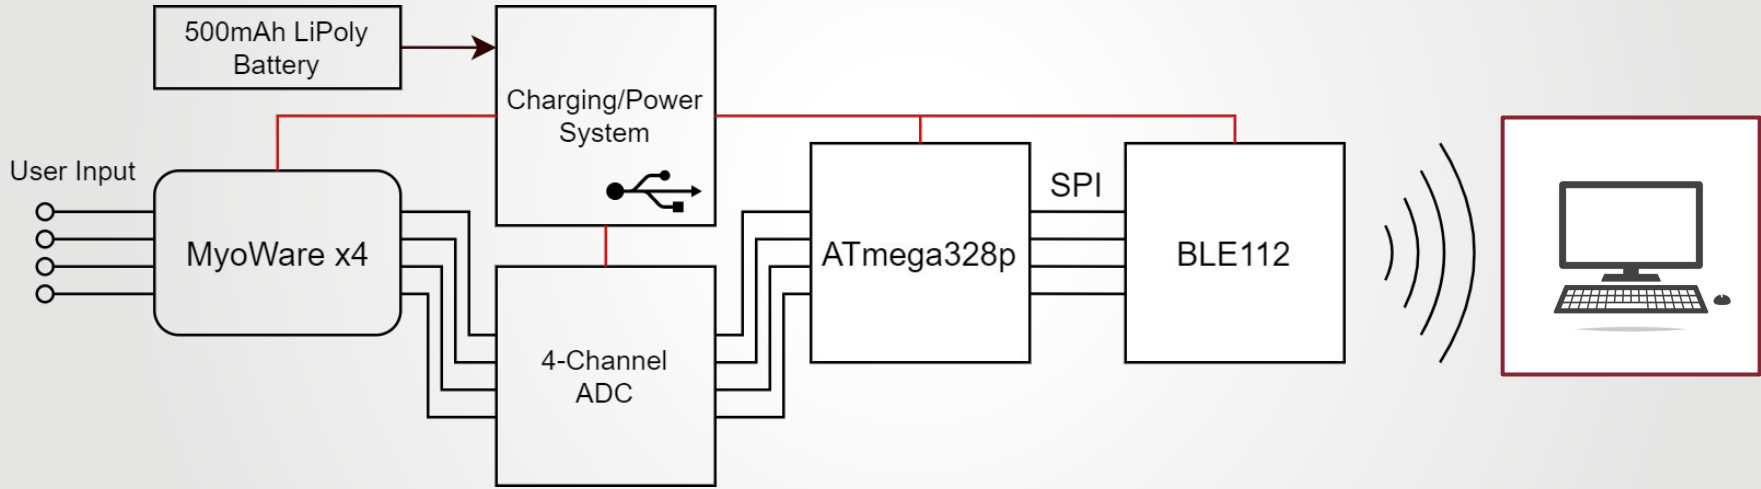 500mAh LiPoly
Battery
Charging/Power
System
User Input
MyoWare x4
4-Channel
ADC
ATmega328p
SPI
BLE112